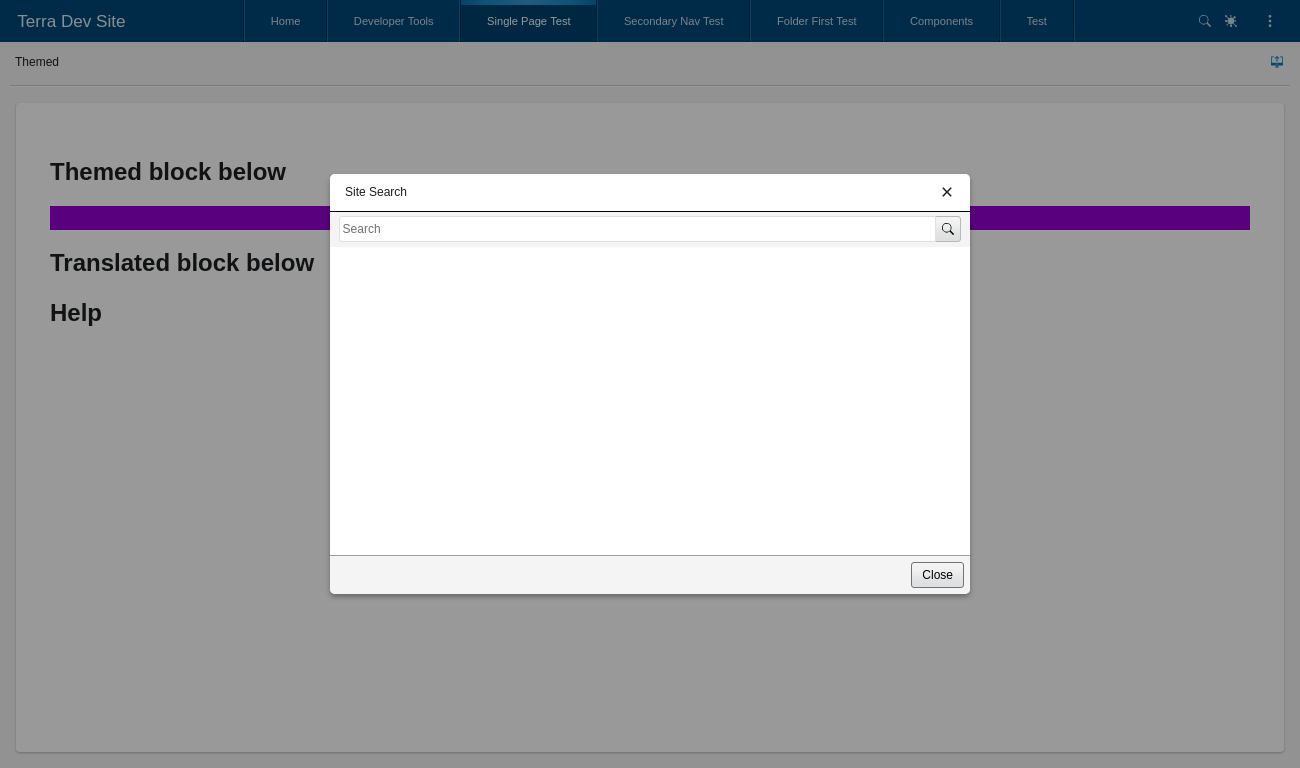 Terra Dev Site
Home
Developer Tools
Single Page Test
Secondary Nav Test
Folder First Test
Components
Test
Themed
Themed block below
Translated block below
Help
Site Search
Search
Close